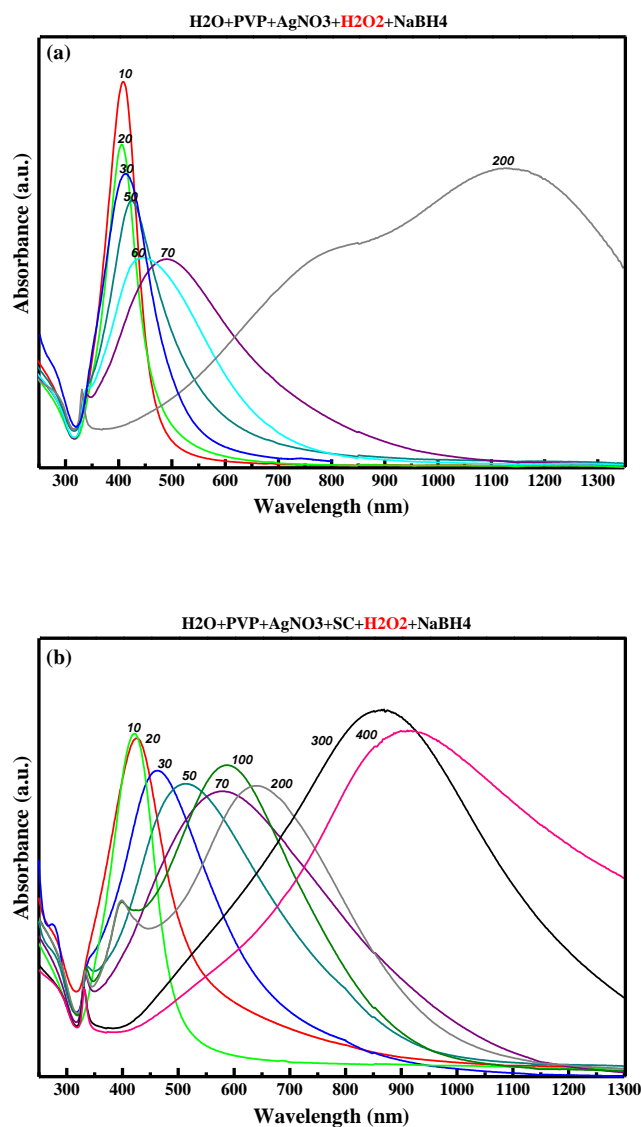 H2O+PVP+AgNO3+H2O2+NaBH4
(a)
10
20
30
50
60
70
200
Absorbance (a.u.)
300 400 500 600 700 800 900 1000 1100 1200 1300
Wavelength (nm)
H2O+PVP+AgNO3+SC+H2O2+NaBH4
(b)
10
20
30
50
70
100
200
300
400
Absorbance (a.u.)
300 400 500 600 700 800 900 1000 1100 1200 1300
Wavelength (nm)